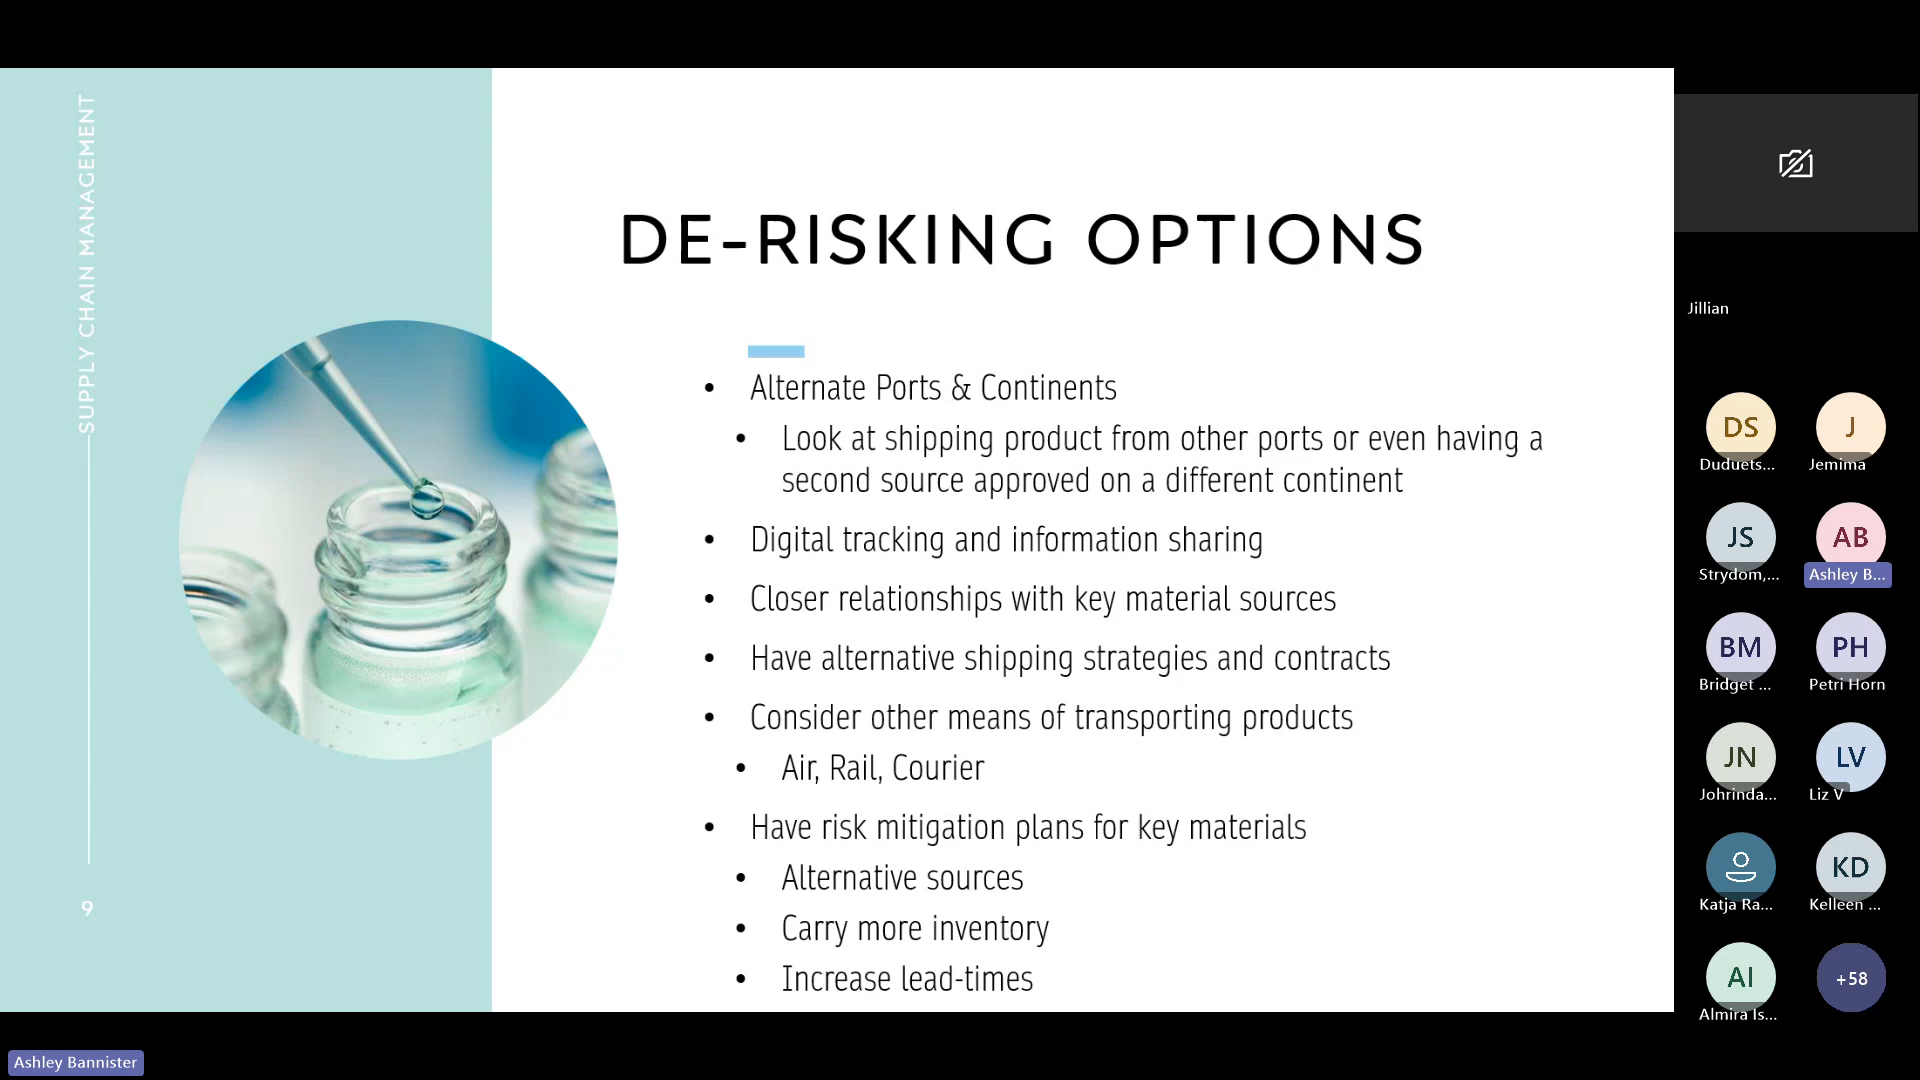 SUPPLY CHAIN MANAGEMENT
9
DE-RISKING OPTIONS
• Alternate Ports & Continents
• Look at shipping product from other ports or even having a
second source approved on a different continent
• Digital tracking and information sharing
• Closer relationships with key material sources
• Have alternative shipping strategies and contracts
• Consider other means of transporting products
• Air, Rail, Courier
• Have risk mitigation plans for key materials
• Alternative sources
• Carry more inventory
• Increase lead-times
Jillian
DS
Duduets...
J
Jemima
JS
Strydom,...
AB
Ashley B...
BM
Bridget ...
PH
Petri Horn
JN
Johrinda...
LV
Liz V
Katja Ra...
KD
Kelleen ...
AI
Almira Is...
+58
Ashley Bannister